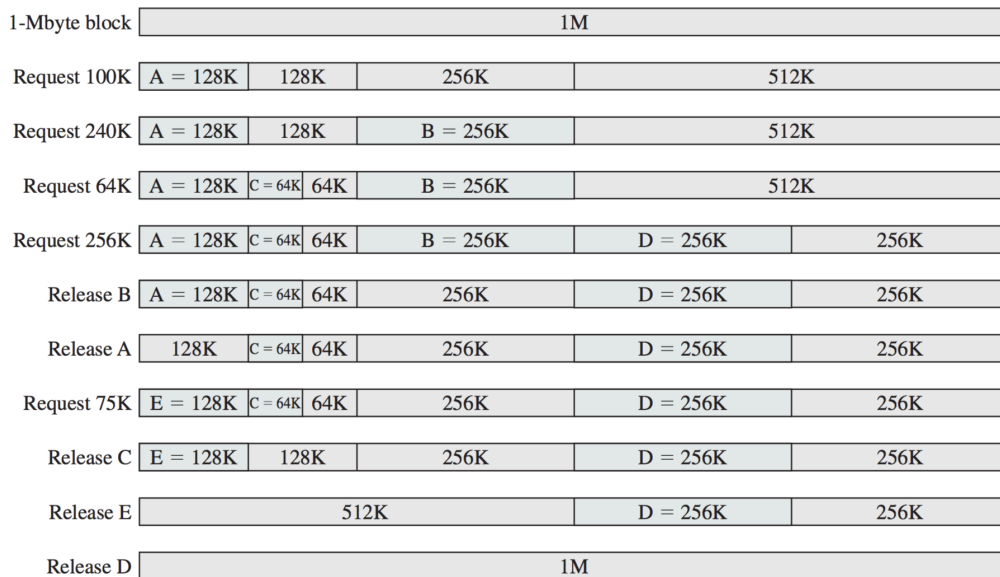 1-Mbyte block 1M
Request 100K A = 128K 128K 256K 512K
Request 240K A = 128K 128K B = 256K 512K
Request 64K A = 128K C = 64K 64K B = 256K 512K
Request 256K A = 128K C = 64K 64K B = 256K D = 256K 256K
Release B A = 128K C = 64K 64K 256K D = 256K 256K
Release A 128K C = 64K 64K 256K D = 256K 256K
Request 75K E = 128K C = 64K 64K 256K D = 256K 256K
Release C E = 128K 128K 256K D = 256K 256K
Release E 512K D = 256K 256K
Release D 1M